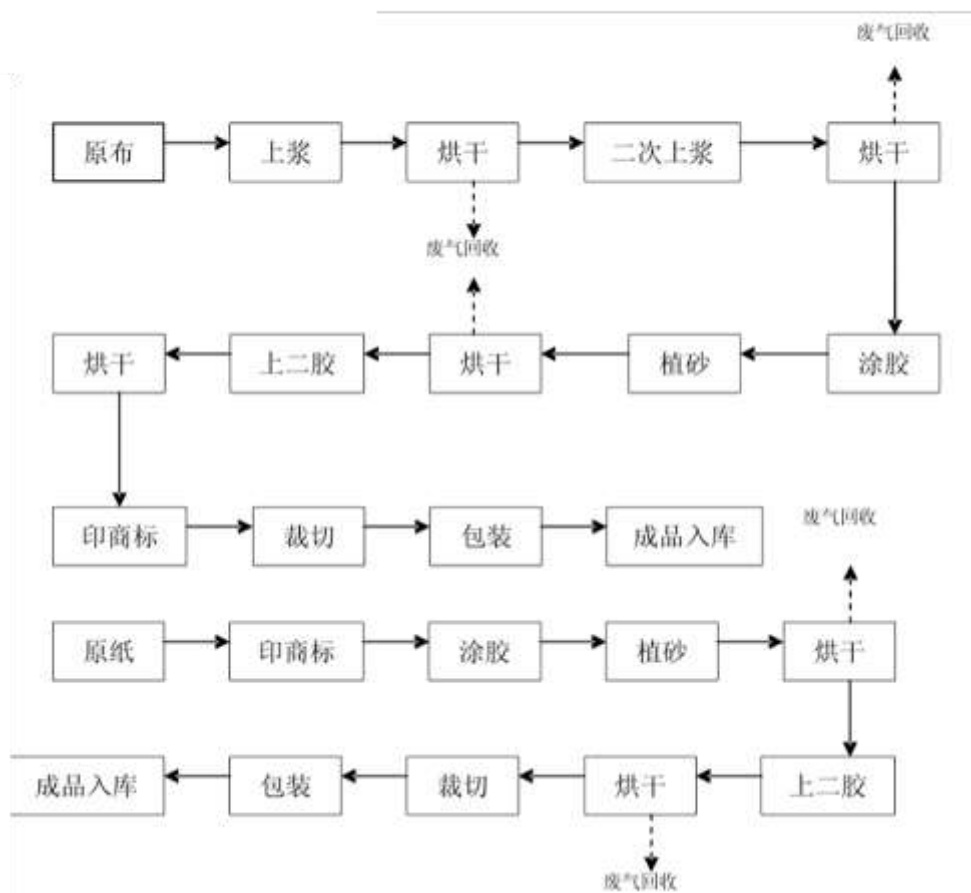 废气回收
原布 上浆 烘干 二次上浆 烘干
废气回收
烘干 上二胶 烘干 植砂 涂胶
印商标 裁切 包装 成品入库
废气回收
原纸 印商标 涂胶 植砂 烘干
成品入库 包装 裁切 烘干 上二胶
废气回收